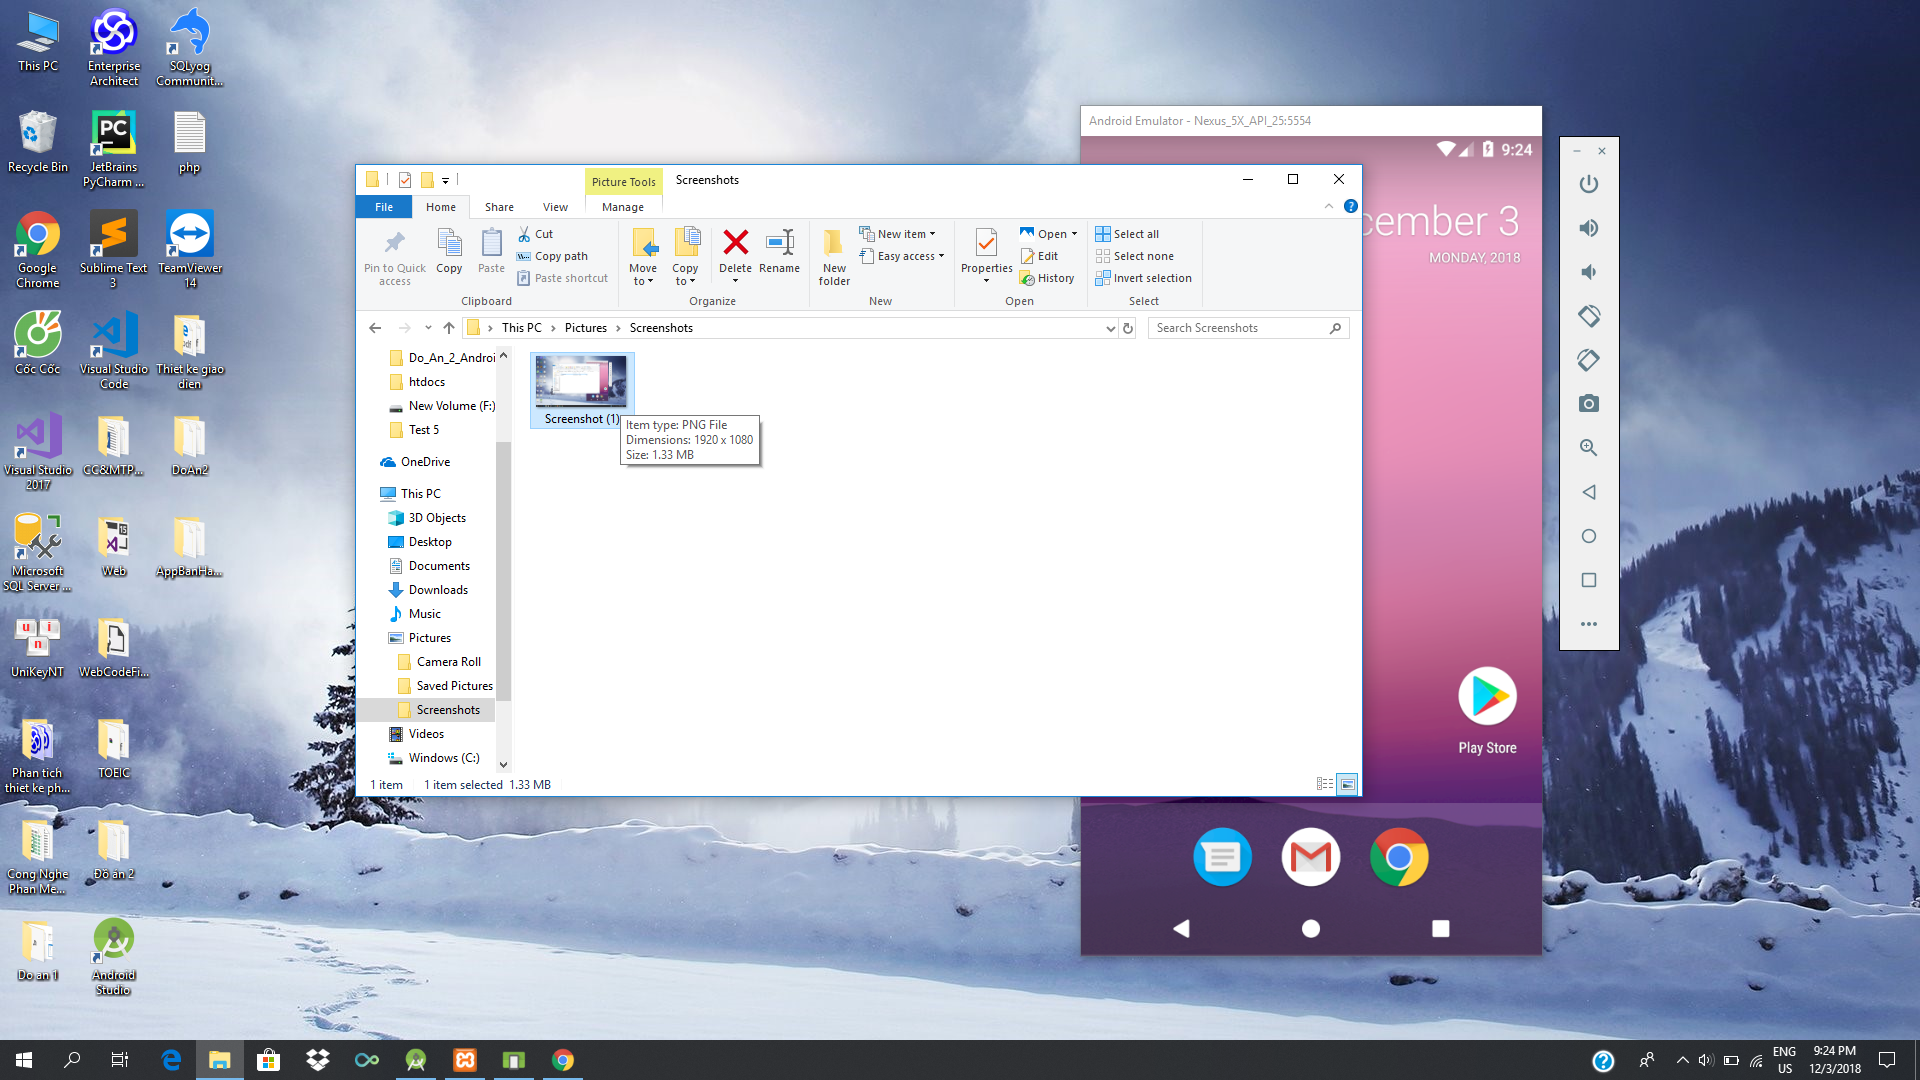 This PC
Enterprise
Architect
SQLyog
Communit...
Recycle Bin
JetBrains
PyCharm ...
php
Google
Chrome
Sublime Text
3
TeamViewer
14
Cốc Cốc
Visual Studio
Code
Thiet ke giao
dien
Visual Studio
2017
CC&MTP...
DoAn2
Microsoft
SQL Server ...
Web
AppBanHa...
UniKeyNT
WebCodeFi...
Phan tich
thiet ke ph...
TOEIC
Cong Nghe
Phan Me...
Đồ án 2
Do an 1
Android
Studio
Picture Tools
Screenshots
File
Home
Share
View
Manage
Pin to Quick
access
Copy
Paste
Cut
Copy path
Paste shortcut
Clipboard
Move
to
Copy
to
Delete
Rename
Organize
New
folder
New item
Easy access
New
Properties
Open
Edit
History
Open
Select all
Select none
Invert selection
Select
This PC
Pictures
Screenshots
Search Screenshots
Do_An_2_Androi
htdocs
New Volume (F:)
Test 5
OneDrive
This PC
3D Objects
Desktop
Documents
Downloads
Music
Pictures
Camera Roll
Saved Pictures
Screenshots
Videos
Windows (C:)
Screenshot (1)
Item type: PNG File
Dimensions: 1920 x 1080
Size: 1.33 MB
1 item
1 item selected 1.33 MB
Android Emulator - Nexus_5X_API_25:5554
9:24
cember 3
MONDAY, 2018
Play Store
ENG
US
9:24 PM
12/3/2018